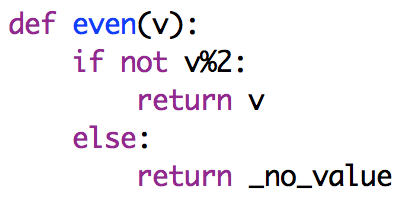 def even(v):
    if not v%2:
        return v
    else:
        return _no_value